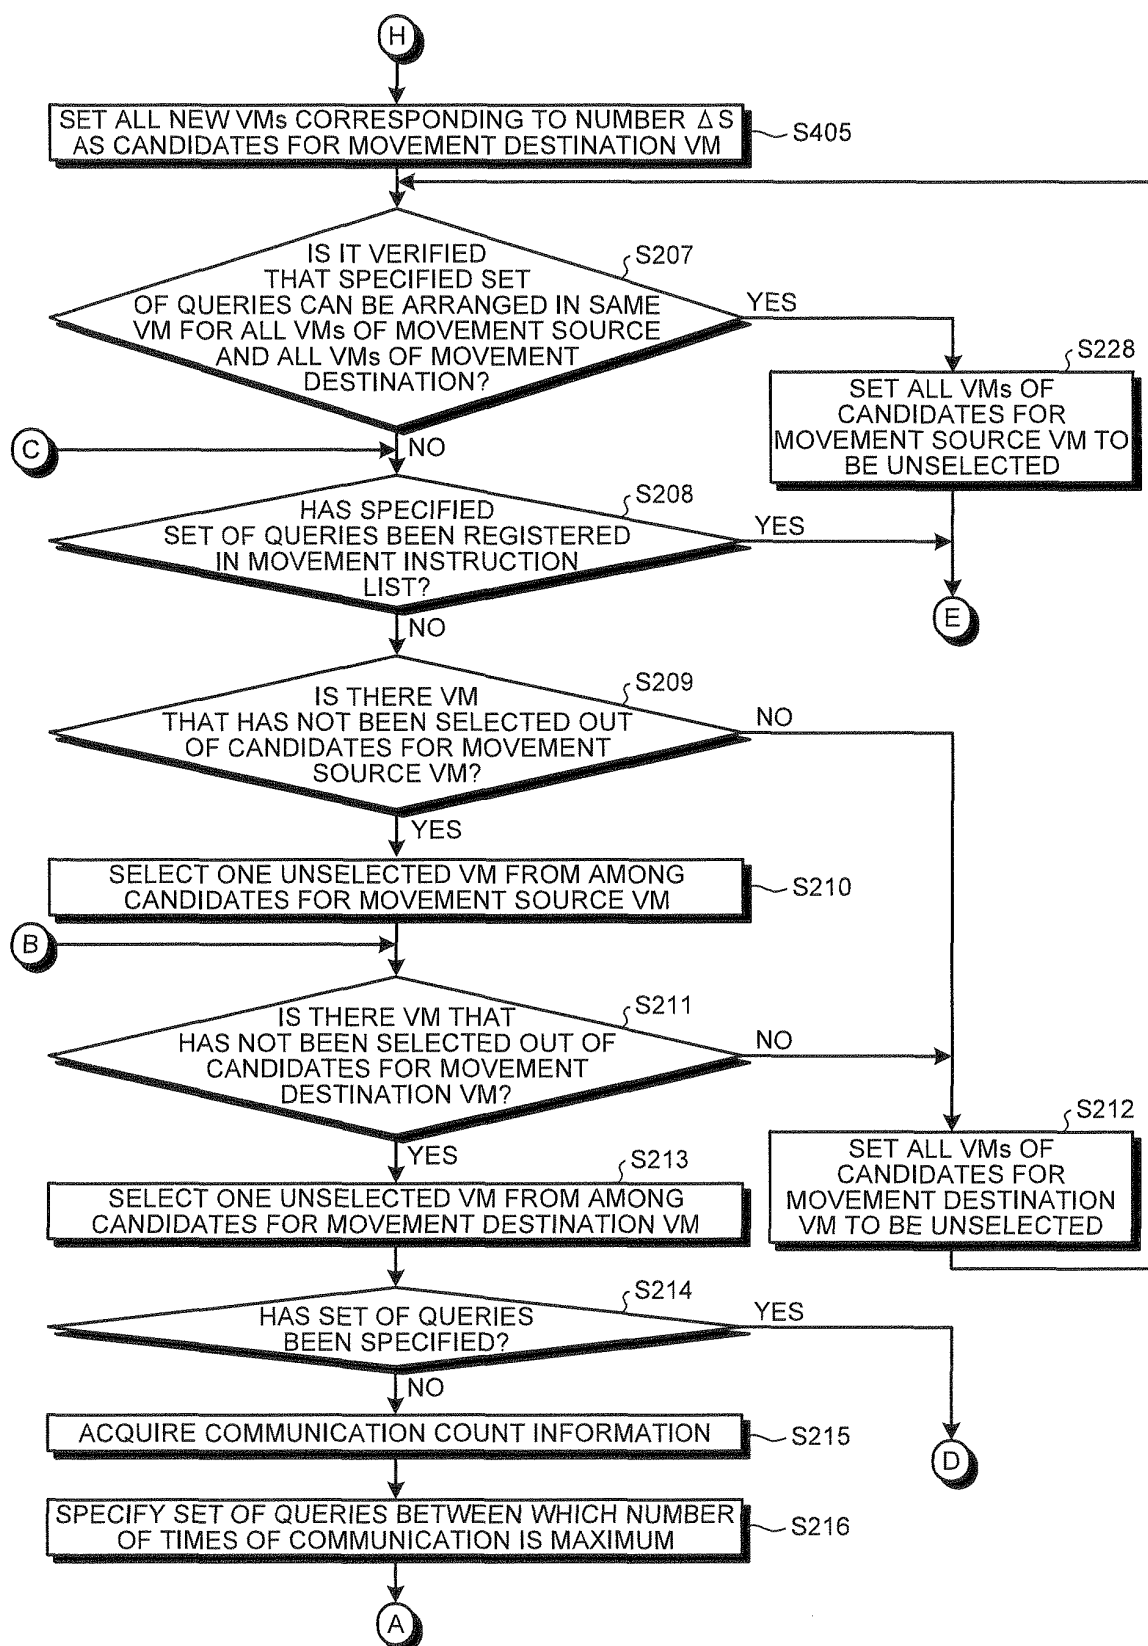 H
SET ALL NEW VMs CORRESPONDING TO NUMBER ΔS
AS CANDIDATES FOR MOVEMENT DESTINATION VM
S405
IS IT VERIFIED
THAT SPECIFIED SET
OF QUERIES CAN BE ARRANGED IN SAME
VM FOR ALL VMs OF MOVEMENT SOURCE
AND ALL VMs OF MOVEMENT
DESTINATION?
S207
YES
NO
S228
SET ALL VMs OF
CANDIDATES FOR
MOVEMENT SOURCE VM TO
BE UNSELECTED
C
HAS SPECIFIED
SET OF QUERIES BEEN REGISTERED
IN MOVEMENT INSTRUCTION
LIST?
S208
YES
NO
E
IS THERE VM
THAT HAS NOT BEEN SELECTED OUT
OF CANDIDATES FOR MOVEMENT
SOURCE VM?
S209
NO
YES
SELECT ONE UNSELECTED VM FROM AMONG
CANDIDATES FOR MOVEMENT SOURCE VM
S210
B
IS THERE VM THAT
HAS NOT BEEN SELECTED OUT OF
CANDIDATES FOR MOVEMENT
DESTINATION VM?
S211
NO
YES
S212
SET ALL VMs OF
CANDIDATES FOR
MOVEMENT DESTINATION
VM TO BE UNSELECTED
S213
SELECT ONE UNSELECTED VM FROM AMONG
CANDIDATES FOR MOVEMENT DESTINATION VM
HAS SET OF QUERIES
BEEN SPECIFIED?
S214
YES
NO
ACQUIRE COMMUNICATION COUNT INFORMATION
S215
D
SPECIFY SET OF QUERIES BETWEEN WHICH NUMBER
OF TIMES OF COMMUNICATION IS MAXIMUM
S216
A